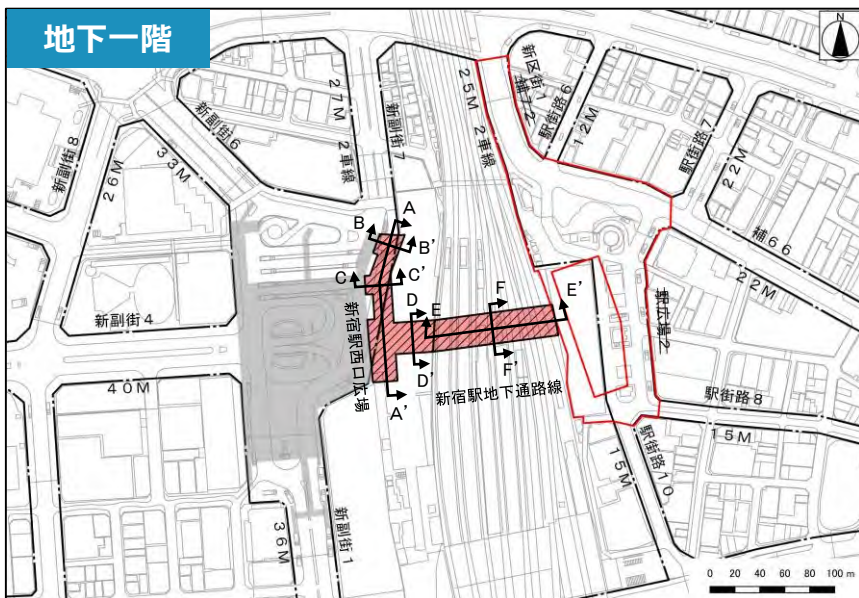 地下一階
N
新副街8
26M
33M
新副街6
27M
2車線
新副街7
25M 2車線
新区街1
補72
駅街路6
12M
駅街路7
22M
補66
22M
新副街4
40M
36M
新副街1
新宿駅西口広場
新宿駅地下通路線
駅広場2
駅街路8
15M
駅街路10
15M
A
B
B'
C
C'
D
E
F
E'
D'
F'
A'
0 20 40 60 80 100 m